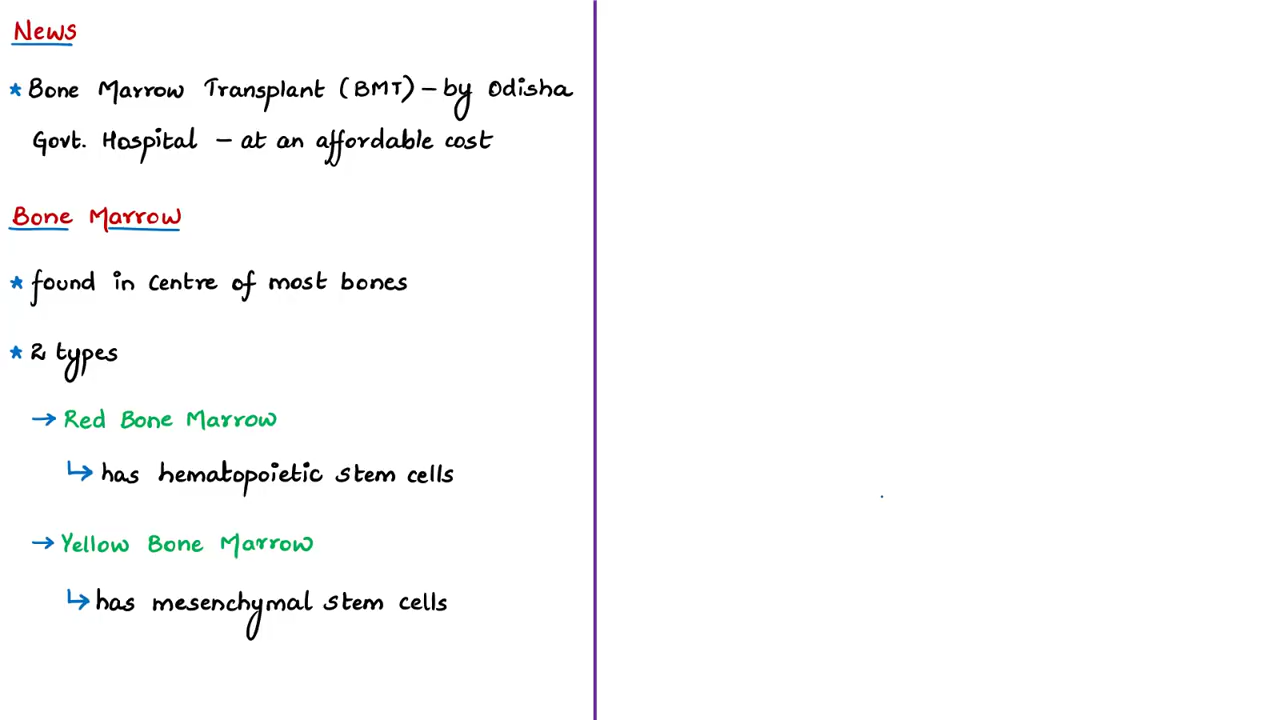 News
* Bone Marrow Transplant (BMT) – by Odisha
Govt. Hospital – at an affordable cost
Bone Marrow
* found in centre of most bones
* 2 types
→ Red Bone Marrow
↳ has hematopoietic stem cells
→ Yellow Bone Marrow
↳ has mesenchymal stem cells